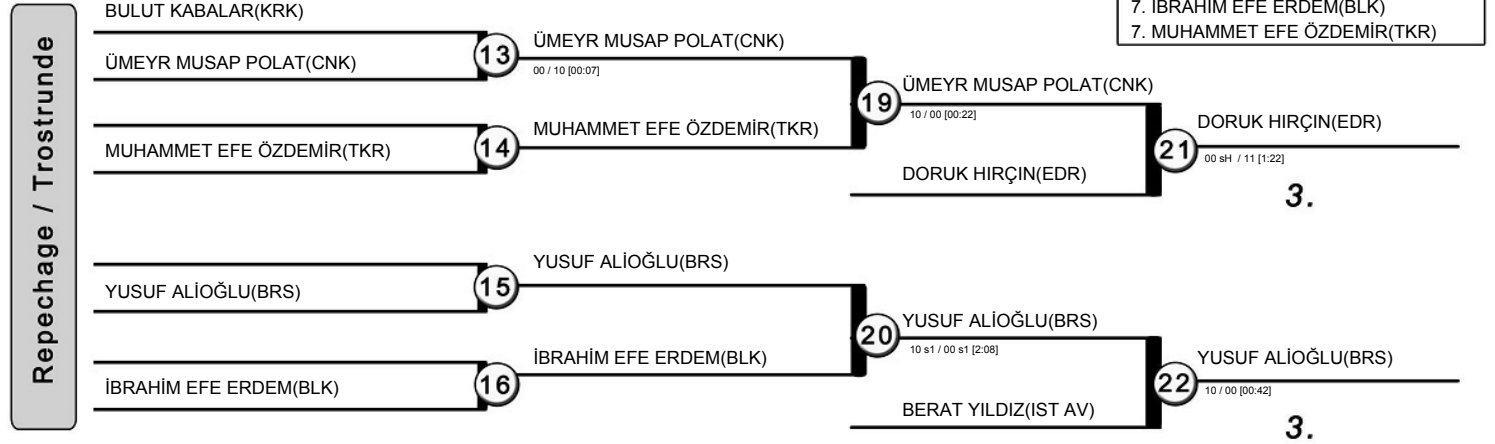 7. İBRAHİM EFE ERDEM(BLK)
7. MUHAMMET EFE ÖZDEMİR(TKR)
Repechage / Trostrunde
BULUT KABALAR(KRK)
ÜMEYR MUSAP POLAT(CNK)
13
ÜMEYR MUSAP POLAT(CNK)
00 / 10 [00:07]
MUHAMMET EFE ÖZDEMİR(TKR)
14
MUHAMMET EFE ÖZDEMİR(TKR)
19
ÜMEYR MUSAP POLAT(CNK)
10 / 00 [00:22]
DORUK HIRÇIN(EDR)
21
DORUK HIRÇIN(EDR)
00 sH / 11 [1:22]
3.
YUSUF ALİOĞLU(BRS)
15
YUSUF ALİOĞLU(BRS)
İBRAHİM EFE ERDEM(BLK)
16
İBRAHİM EFE ERDEM(BLK)
20
YUSUF ALİOĞLU(BRS)
10 s1 / 00 s1 [2:08]
BERAT YILDIZ(IST AV)
22
YUSUF ALİOĞLU(BRS)
10 / 00 [00:42]
3.